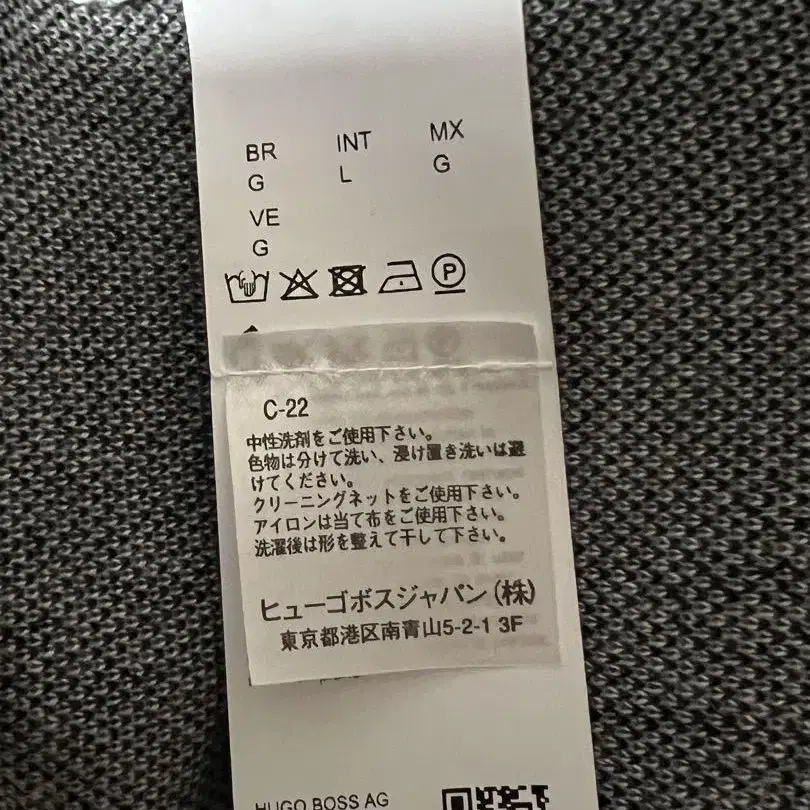 BR INT MX
G L G
VE
G
P
C-22
中性洗剤をご使用下さい。
色物は分けて洗い、浸け置き洗いは避
けてください。
クリーニングネットをご使用下さい。
アイロンは当て布をご使用下さい。
洗濯後は形を整えて干して下さい。
ヒューゴボスジャパン(株)
東京都港区南青山5-2-1 3F
HUGO BOSS AG